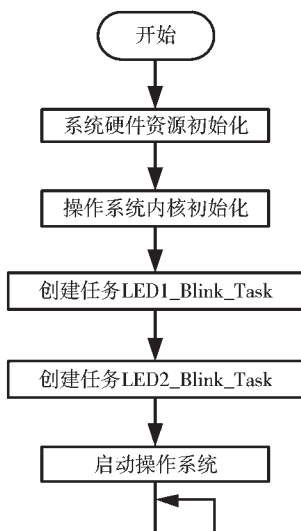 开始
系统硬件资源初始化
操作系统内核初始化
创建任务LED1_Blink_Task
创建任务LED2_Blink_Task
启动操作系统